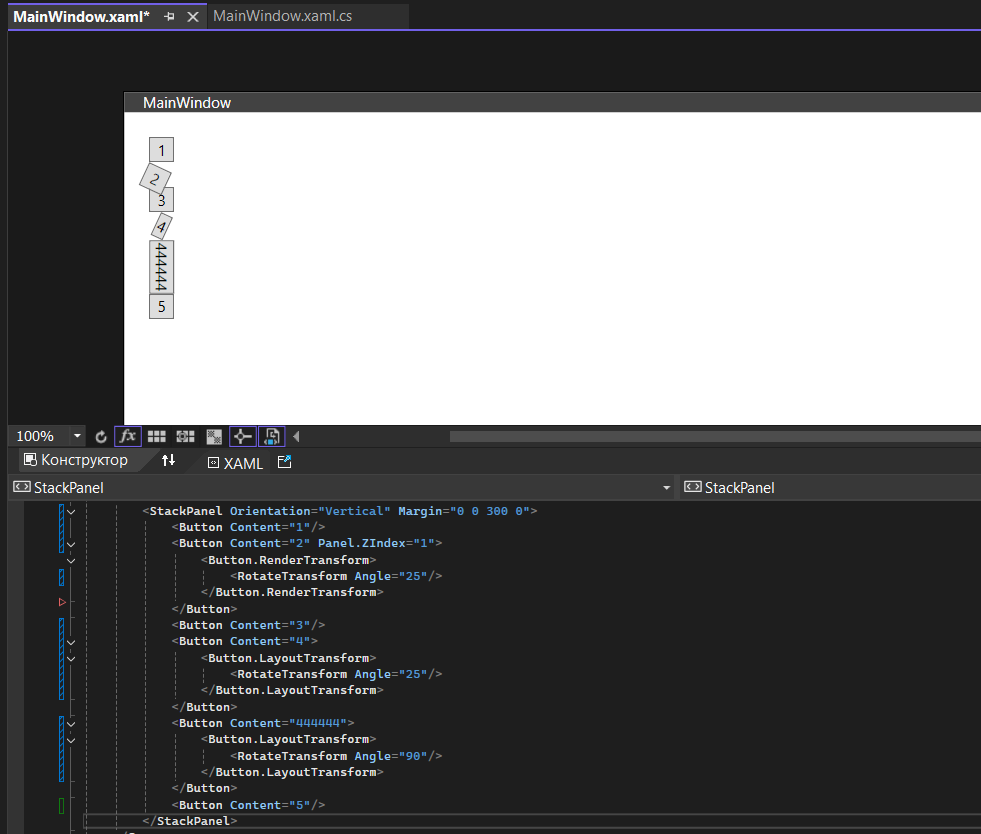 MainWindow.xaml*
MainWindow.xaml.cs
MainWindow
1
2
3
4
444444
5
100%
fx
Конструктор
XAML
StackPanel
StackPanel
<StackPanel Orientation="Vertical" Margin="0 0 300 0">
<Button Content="1"/>
<Button Content="2" Panel.ZIndex="1">
<Button.RenderTransform>
<RotateTransform Angle="25"/>
</Button.RenderTransform>
</Button>
<Button Content="3"/>
<Button Content="4">
<Button.LayoutTransform>
<RotateTransform Angle="25"/>
</Button.LayoutTransform>
</Button>
<Button Content="444444">
<Button.LayoutTransform>
<RotateTransform Angle="90"/>
</Button.LayoutTransform>
</Button>
<Button Content="5"/>
</StackPanel>